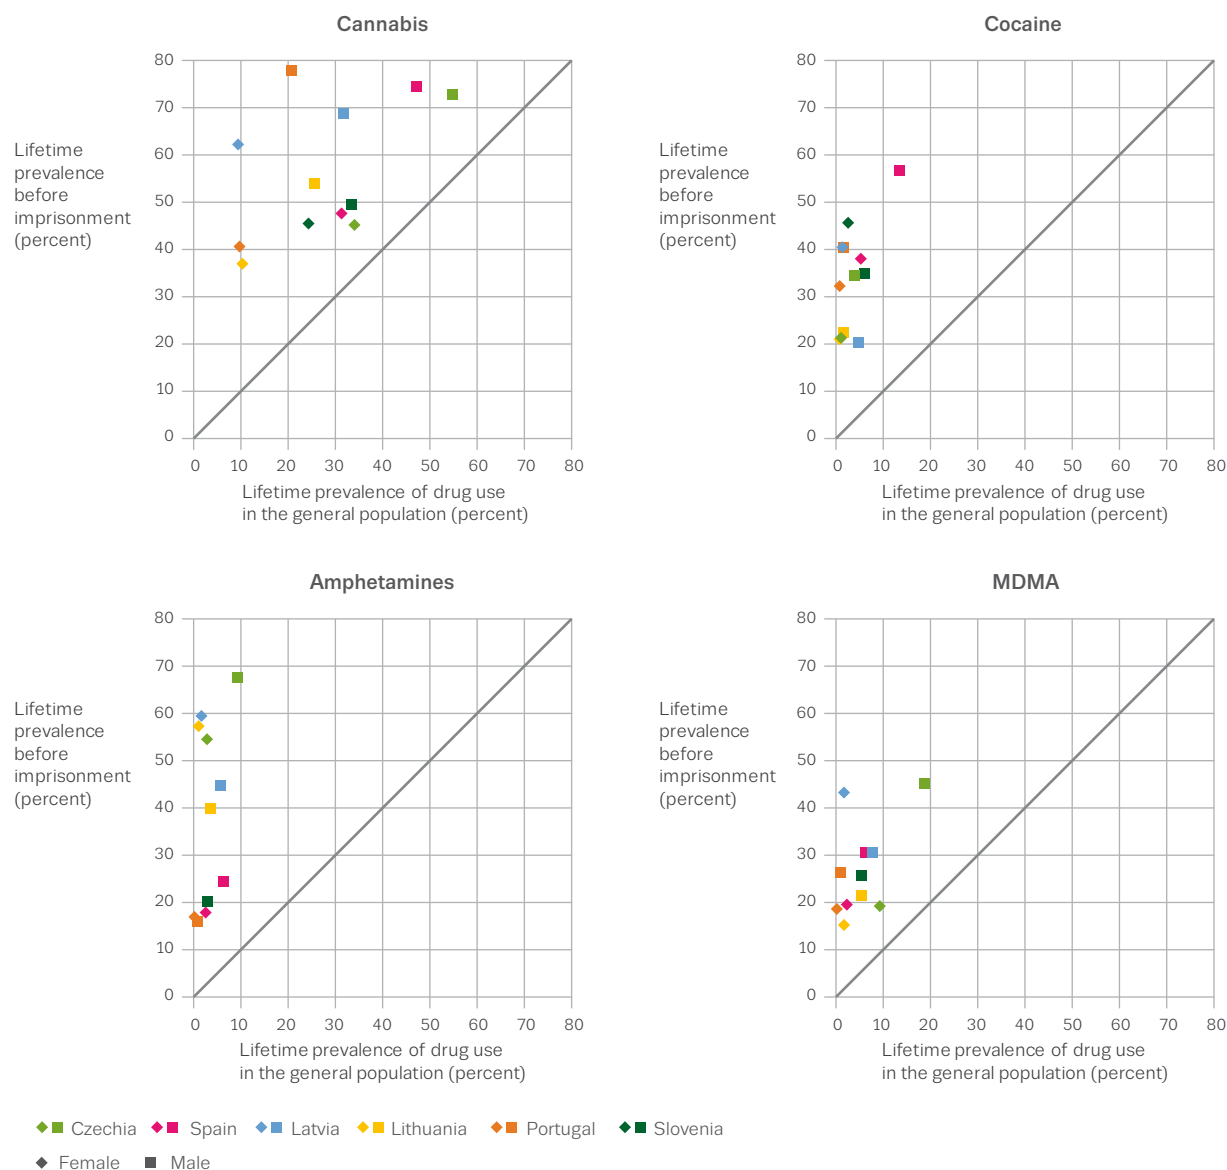 Cannabis
80
70
60
50
40
30
20
10
0
Lifetime
prevalence
before
imprisonment
(percent)
0 10 20 30 40 50 60 70 80
Lifetime prevalence of drug use
in the general population (percent)
Cocaine
80
70
60
50
40
30
20
10
0
Lifetime
prevalence
before
imprisonment
(percent)
0 10 20 30 40 50 60 70 80
Lifetime prevalence of drug use
in the general population (percent)
Amphetamines
80
70
60
50
40
30
20
10
0
Lifetime
prevalence
before
imprisonment
(percent)
0 10 20 30 40 50 60 70 80
Lifetime prevalence of drug use
in the general population (percent)
MDMA
80
70
60
50
40
30
20
10
0
Lifetime
prevalence
before
imprisonment
(percent)
0 10 20 30 40 50 60 70 80
Lifetime prevalence of drug use
in the general population (percent)
Czechia Spain Latvia Lithuania Portugal Slovenia
Female Male